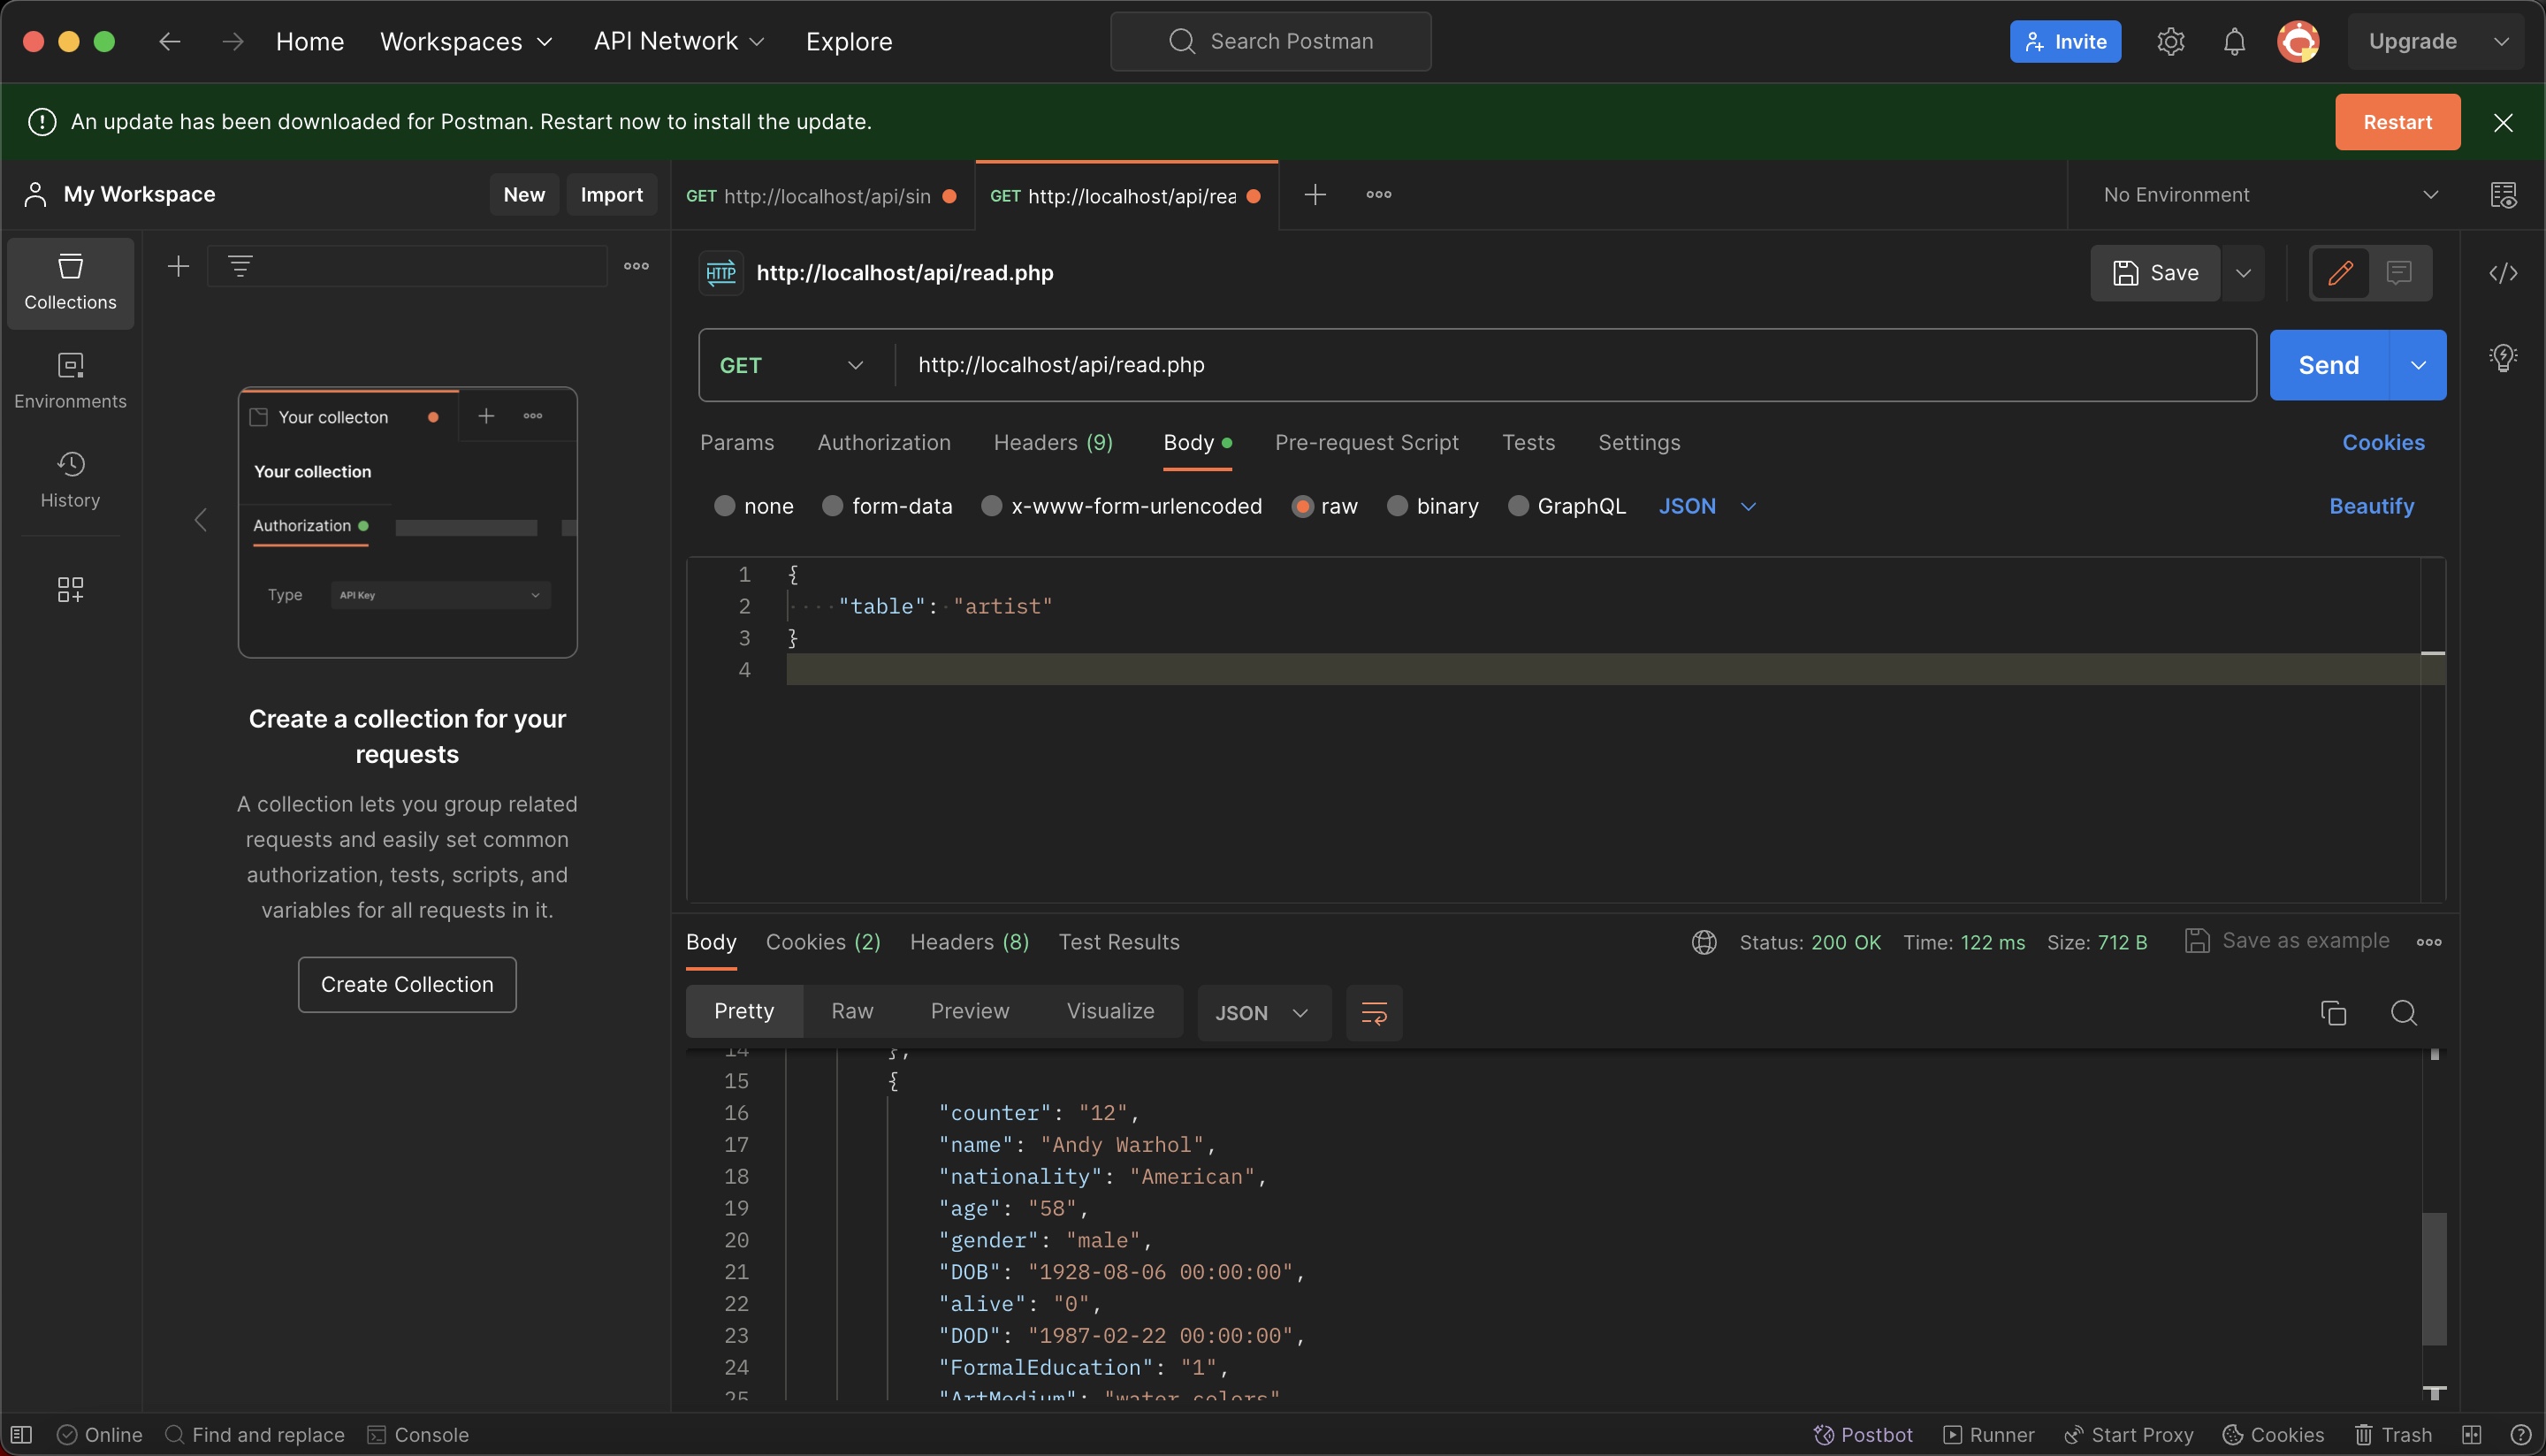 Home Workspaces API Network Explore Search Postman Invite Upgrade
An update has been downloaded for Postman. Restart now to install the update. Restart
My Workspace New Import GET http://localhost/api/sin GET http://localhost/api/rea No Environment
Collections
Environments
History
Your collecton
Your collection
Authorization
Type API Key
Create a collection for your
requests
A collection lets you group related
requests and easily set common
authorization, tests, scripts, and
variables for all requests in it.
Create Collection
HTTP http://localhost/api/read.php Save
GET http://localhost/api/read.php Send
Params Authorization Headers (9) Body Pre-request Script Tests Settings Cookies
none form-data x-www-form-urlencoded raw binary GraphQL JSON Beautify
1 {
2 "table": "artist"
3 }
4
Body Cookies (2) Headers (8) Test Results Status: 200 OK Time: 122 ms Size: 712 B Save as example
Pretty Raw Preview Visualize JSON
14 },
15 {
16 "counter": "12",
17 "name": "Andy Warhol",
18 "nationality": "American",
19 "age": "58",
20 "gender": "male",
21 "DOB": "1928-08-06 00:00:00",
22 "alive": "0",
23 "DOD": "1987-02-22 00:00:00",
24 "FormalEducation": "1",
25 "ArtMedium": "water colors"
Online Find and replace Console Postbot Runner Start Proxy Cookies Trash